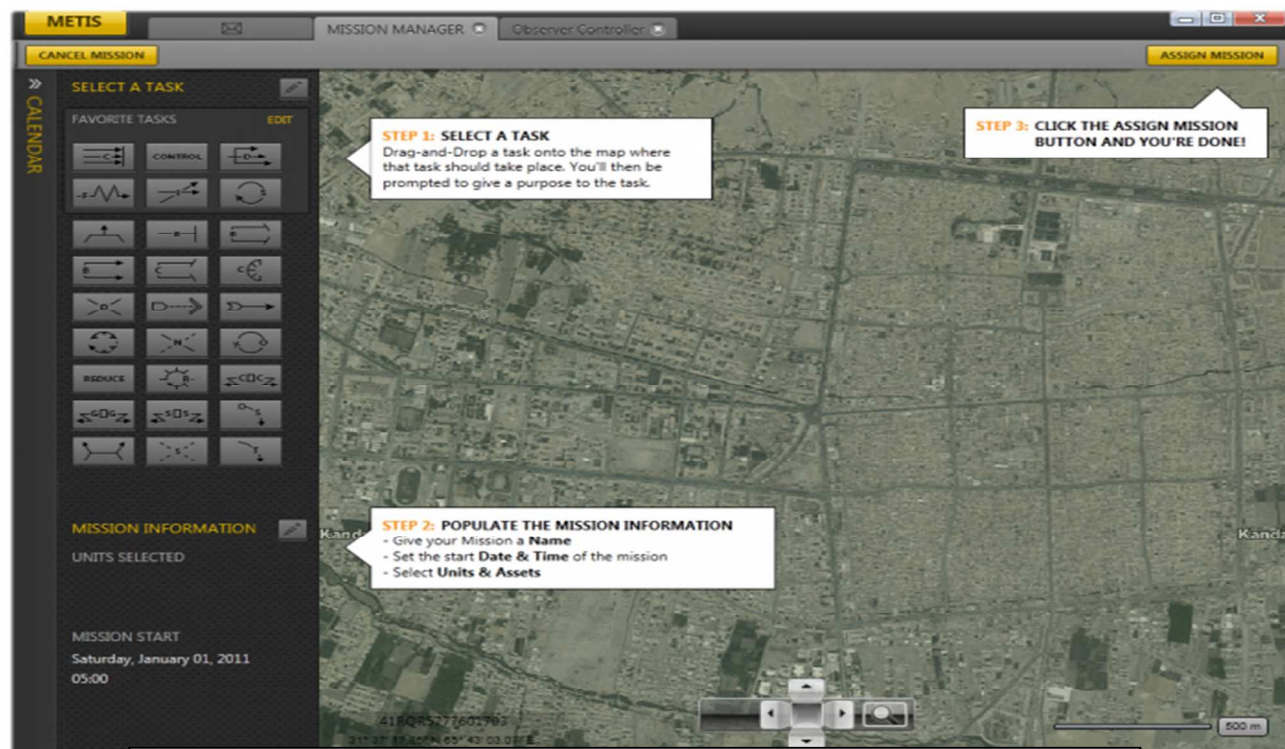 METIS
MISSION MANAGER
Observer Controller
CANCEL MISSION
ASSIGN MISSION
CALENDAR
SELECT A TASK
FAVORITE TASKS EDIT
C
CONTROL
D
S
S
B
B
B
C
C
D
N
REDUCE
R
C C
G G
S S
S
S
T
STEP 1: SELECT A TASK
Drag-and-Drop a task onto the map where
that task should take place. You'll then be
prompted to give a purpose to the task.
STEP 3: CLICK THE ASSIGN MISSION
BUTTON AND YOU'RE DONE!
MISSION INFORMATION
UNITS SELECTED
STEP 2: POPULATE THE MISSION INFORMATION
- Give your Mission a Name
- Set the start Date & Time of the mission
- Select Units & Assets
MISSION START
Saturday, January 01, 2011
05:00
500 m